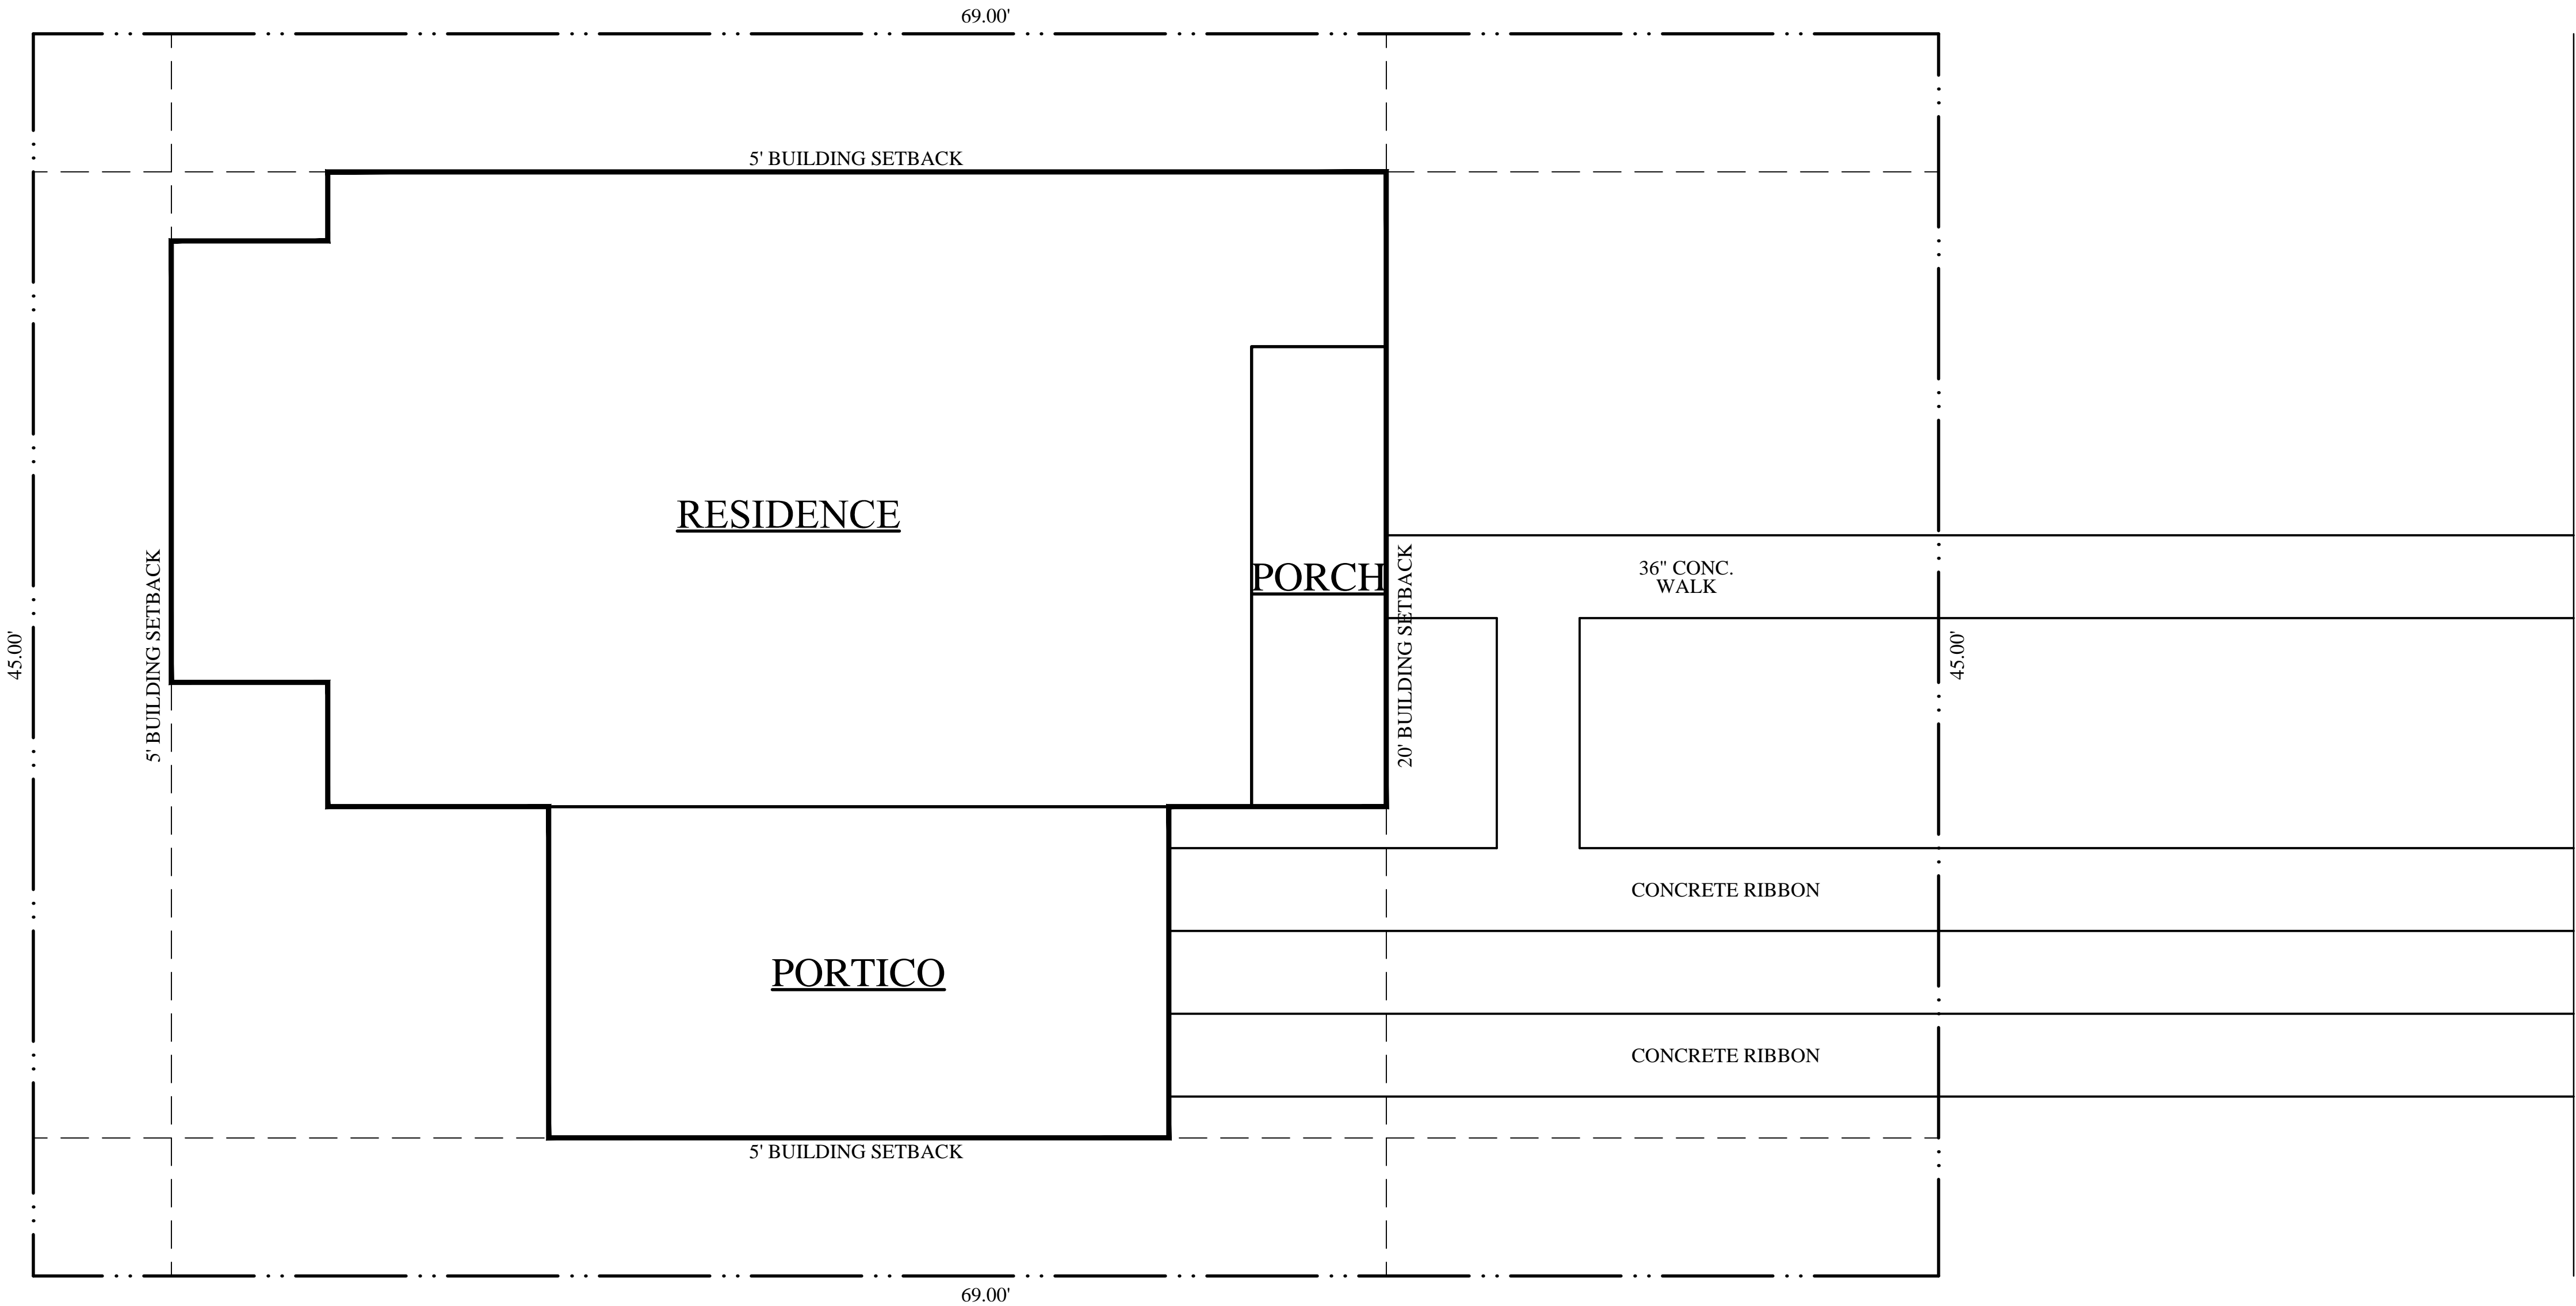 69.00'
5' BUILDING SETBACK
RESIDENCE
PORCH
36" CONC.
WALK
45.00'
5' BUILDING SETBACK
20' BUILDING SETBACK
45.00'
CONCRETE RIBBON
PORTICO
CONCRETE RIBBON
5' BUILDING SETBACK
69.00'